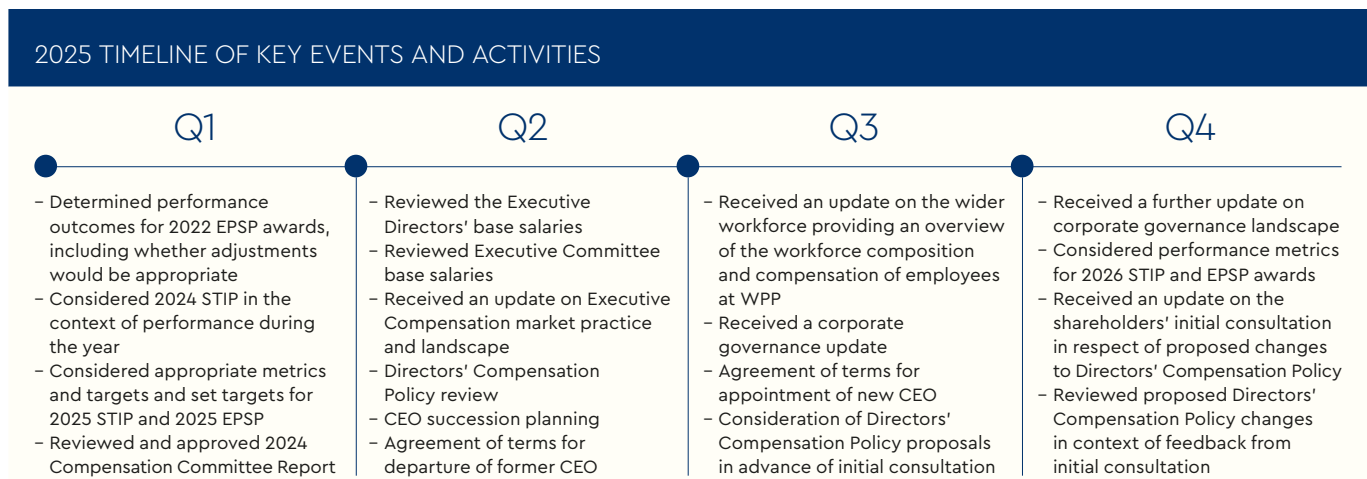 2025 TIMELINE OF KEY EVENTS AND ACTIVITIES
Q1
– Determined performance
outcomes for 2022 EPSP awards,
including whether adjustments
would be appropriate
– Considered 2024 STIP in the
context of performance during
the year
– Considered appropriate metrics
and targets and set targets for
2025 STIP and 2025 EPSP
– Reviewed and approved 2024
Compensation Committee Report
Q2
– Reviewed the Executive
Directors’ base salaries
– Reviewed Executive Committee
base salaries
– Received an update on Executive
Compensation market practice
and landscape
– Directors’ Compensation
Policy review
– CEO succession planning
– Agreement of terms for
departure of former CEO
Q3
– Received an update on the wider
workforce providing an overview
of the workforce composition
and compensation of employees
at WPP
– Received a corporate
governance update
– Agreement of terms for
appointment of new CEO
– Consideration of Directors’
Compensation Policy proposals
in advance of initial consultation
Q4
– Received a further update on
corporate governance landscape
– Considered performance metrics
for 2026 STIP and EPSP awards
– Received an update on the
shareholders’ initial consultation
in respect of proposed changes
to Directors’ Compensation Policy
– Reviewed proposed Directors’
Compensation Policy changes
in context of feedback from
initial consultation